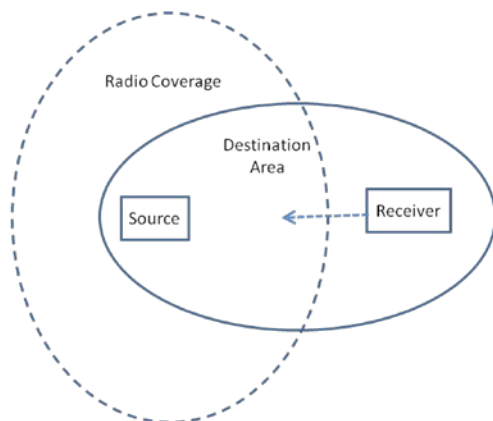 Radio Coverage
Destination
Area
Source
Receiver